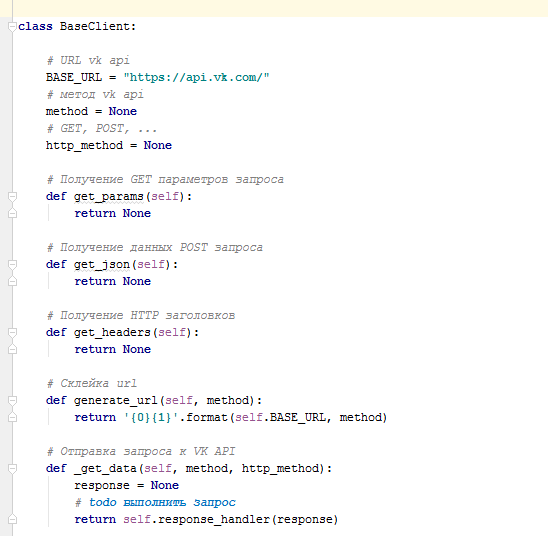 class BaseClient:
# URL vk api
BASE_URL = "https://api.vk.com/"
# метод vk api
method = None
# GET, POST, ...
http_method = None
# Получение GET параметров запроса
def get_params(self):
return None
# Получение данных POST запроса
def get_json(self):
return None
# Получение HTTP заголовков
def get_headers(self):
return None
# Склейка url
def generate_url(self, method):
return '{0}{1}'.format(self.BASE_URL, method)
# Отправка запроса к VK API
def _get_data(self, method, http_method):
response = None
# todo выполнить запрос
return self.response_handler(response)